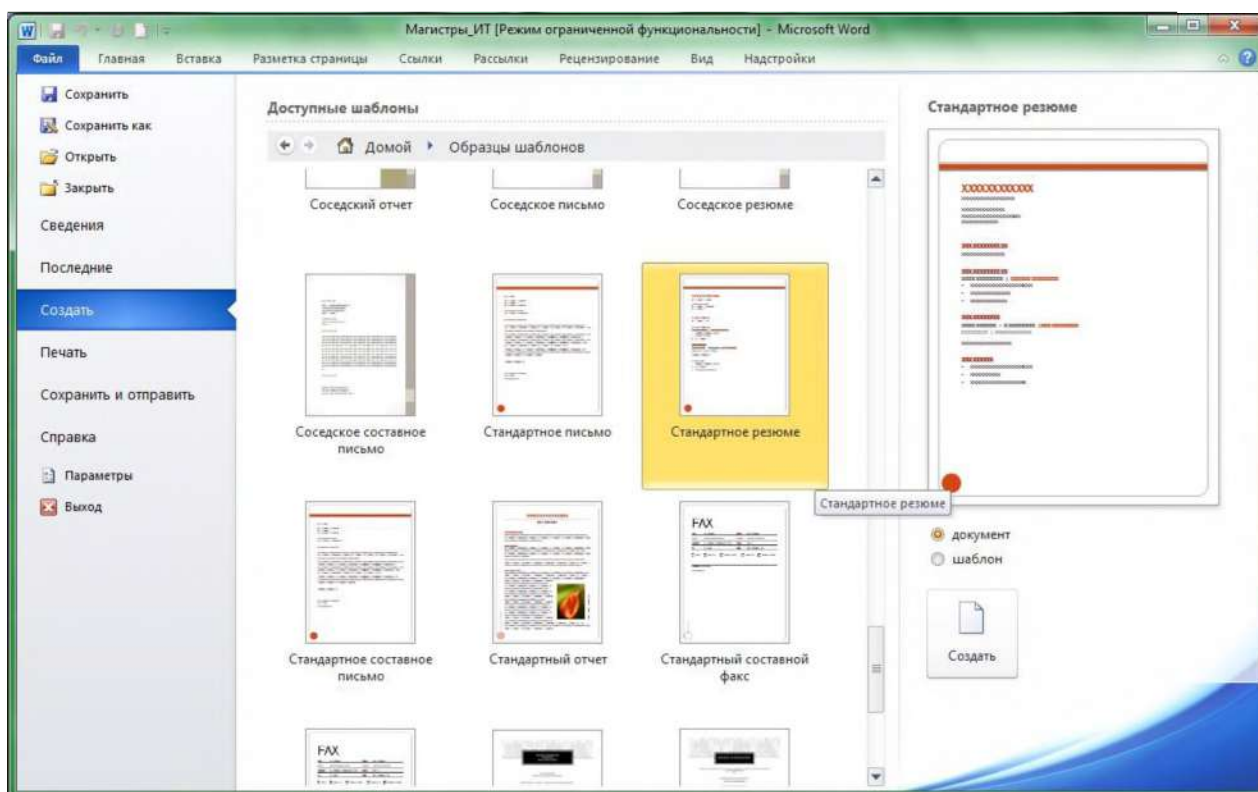 Магистры_ИТ [Режим ограниченной функциональности] - Microsoft Word
Файл Главная Вставка Разметка страницы Ссылки Рассылки Рецензирование Вид Надстройки
Сохранить
Сохранить как
Открыть
Закрыть
Сведения
Последние
Создать
Печать
Сохранить и отправить
Справка
Параметры
Выход
Доступные шаблоны
Домой Образцы шаблонов
Соседский отчет
Соседское письмо
Соседское резюме
Соседское составное
письмо
Стандартное письмо
Стандартное резюме
Стандартное резюме
Стандартное составное
письмо
Стандартный отчет
FAX
Стандартный составной
факс
FAX
Стандартное резюме
XXXXXXXXXXXX
документ
шаблон
Создать